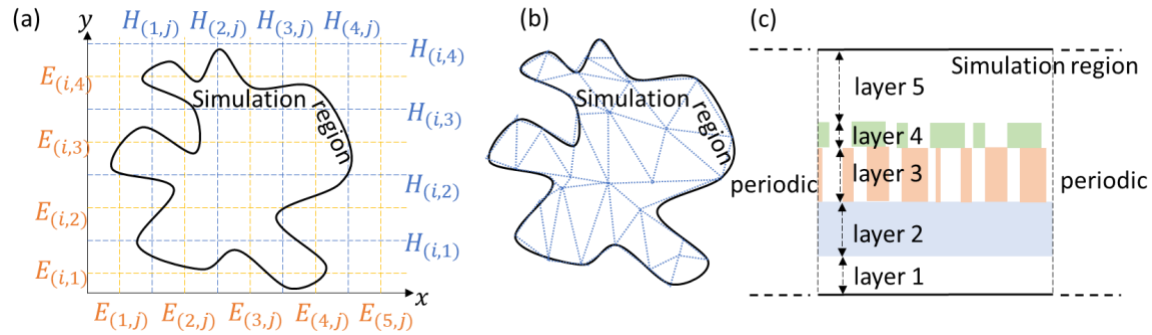 (a)
y
H(1,j) H(2,j) H(3,j) H(4,j)
H(i,4)
E(i,4)
Simulation region
H(i,3)
E(i,3)
H(i,2)
E(i,2)
H(i,1)
E(i,1)
x
E(1,j) E(2,j) E(3,j) E(4,j) E(5,j)
(b)
Simulation region
(c)
Simulation region
layer 5
layer 4
layer 3
periodic periodic
layer 2
layer 1